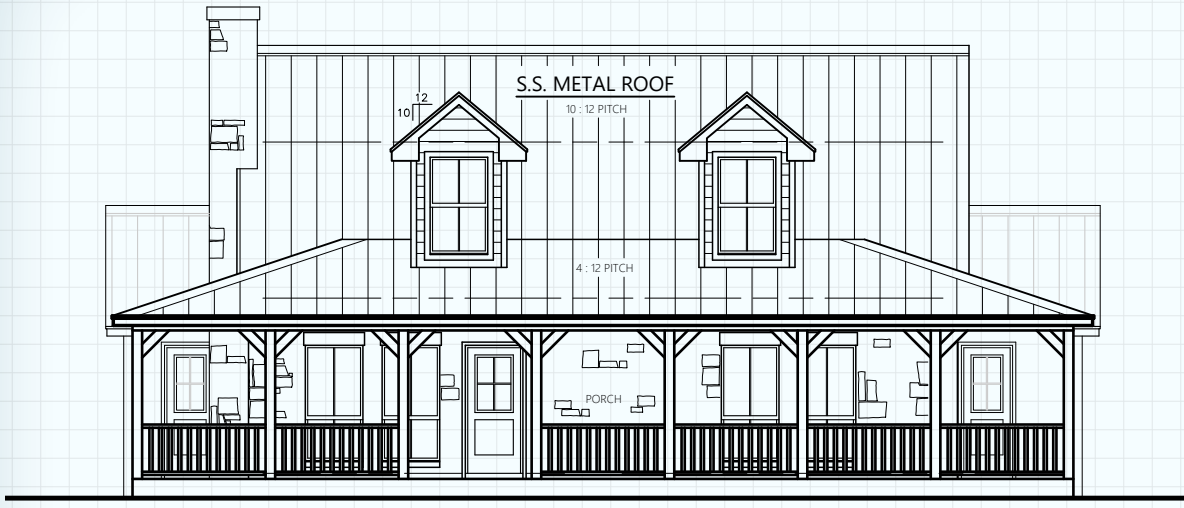 S.S. METAL ROOF
12
10
10 : 12 PITCH
4 : 12 PITCH
PORCH